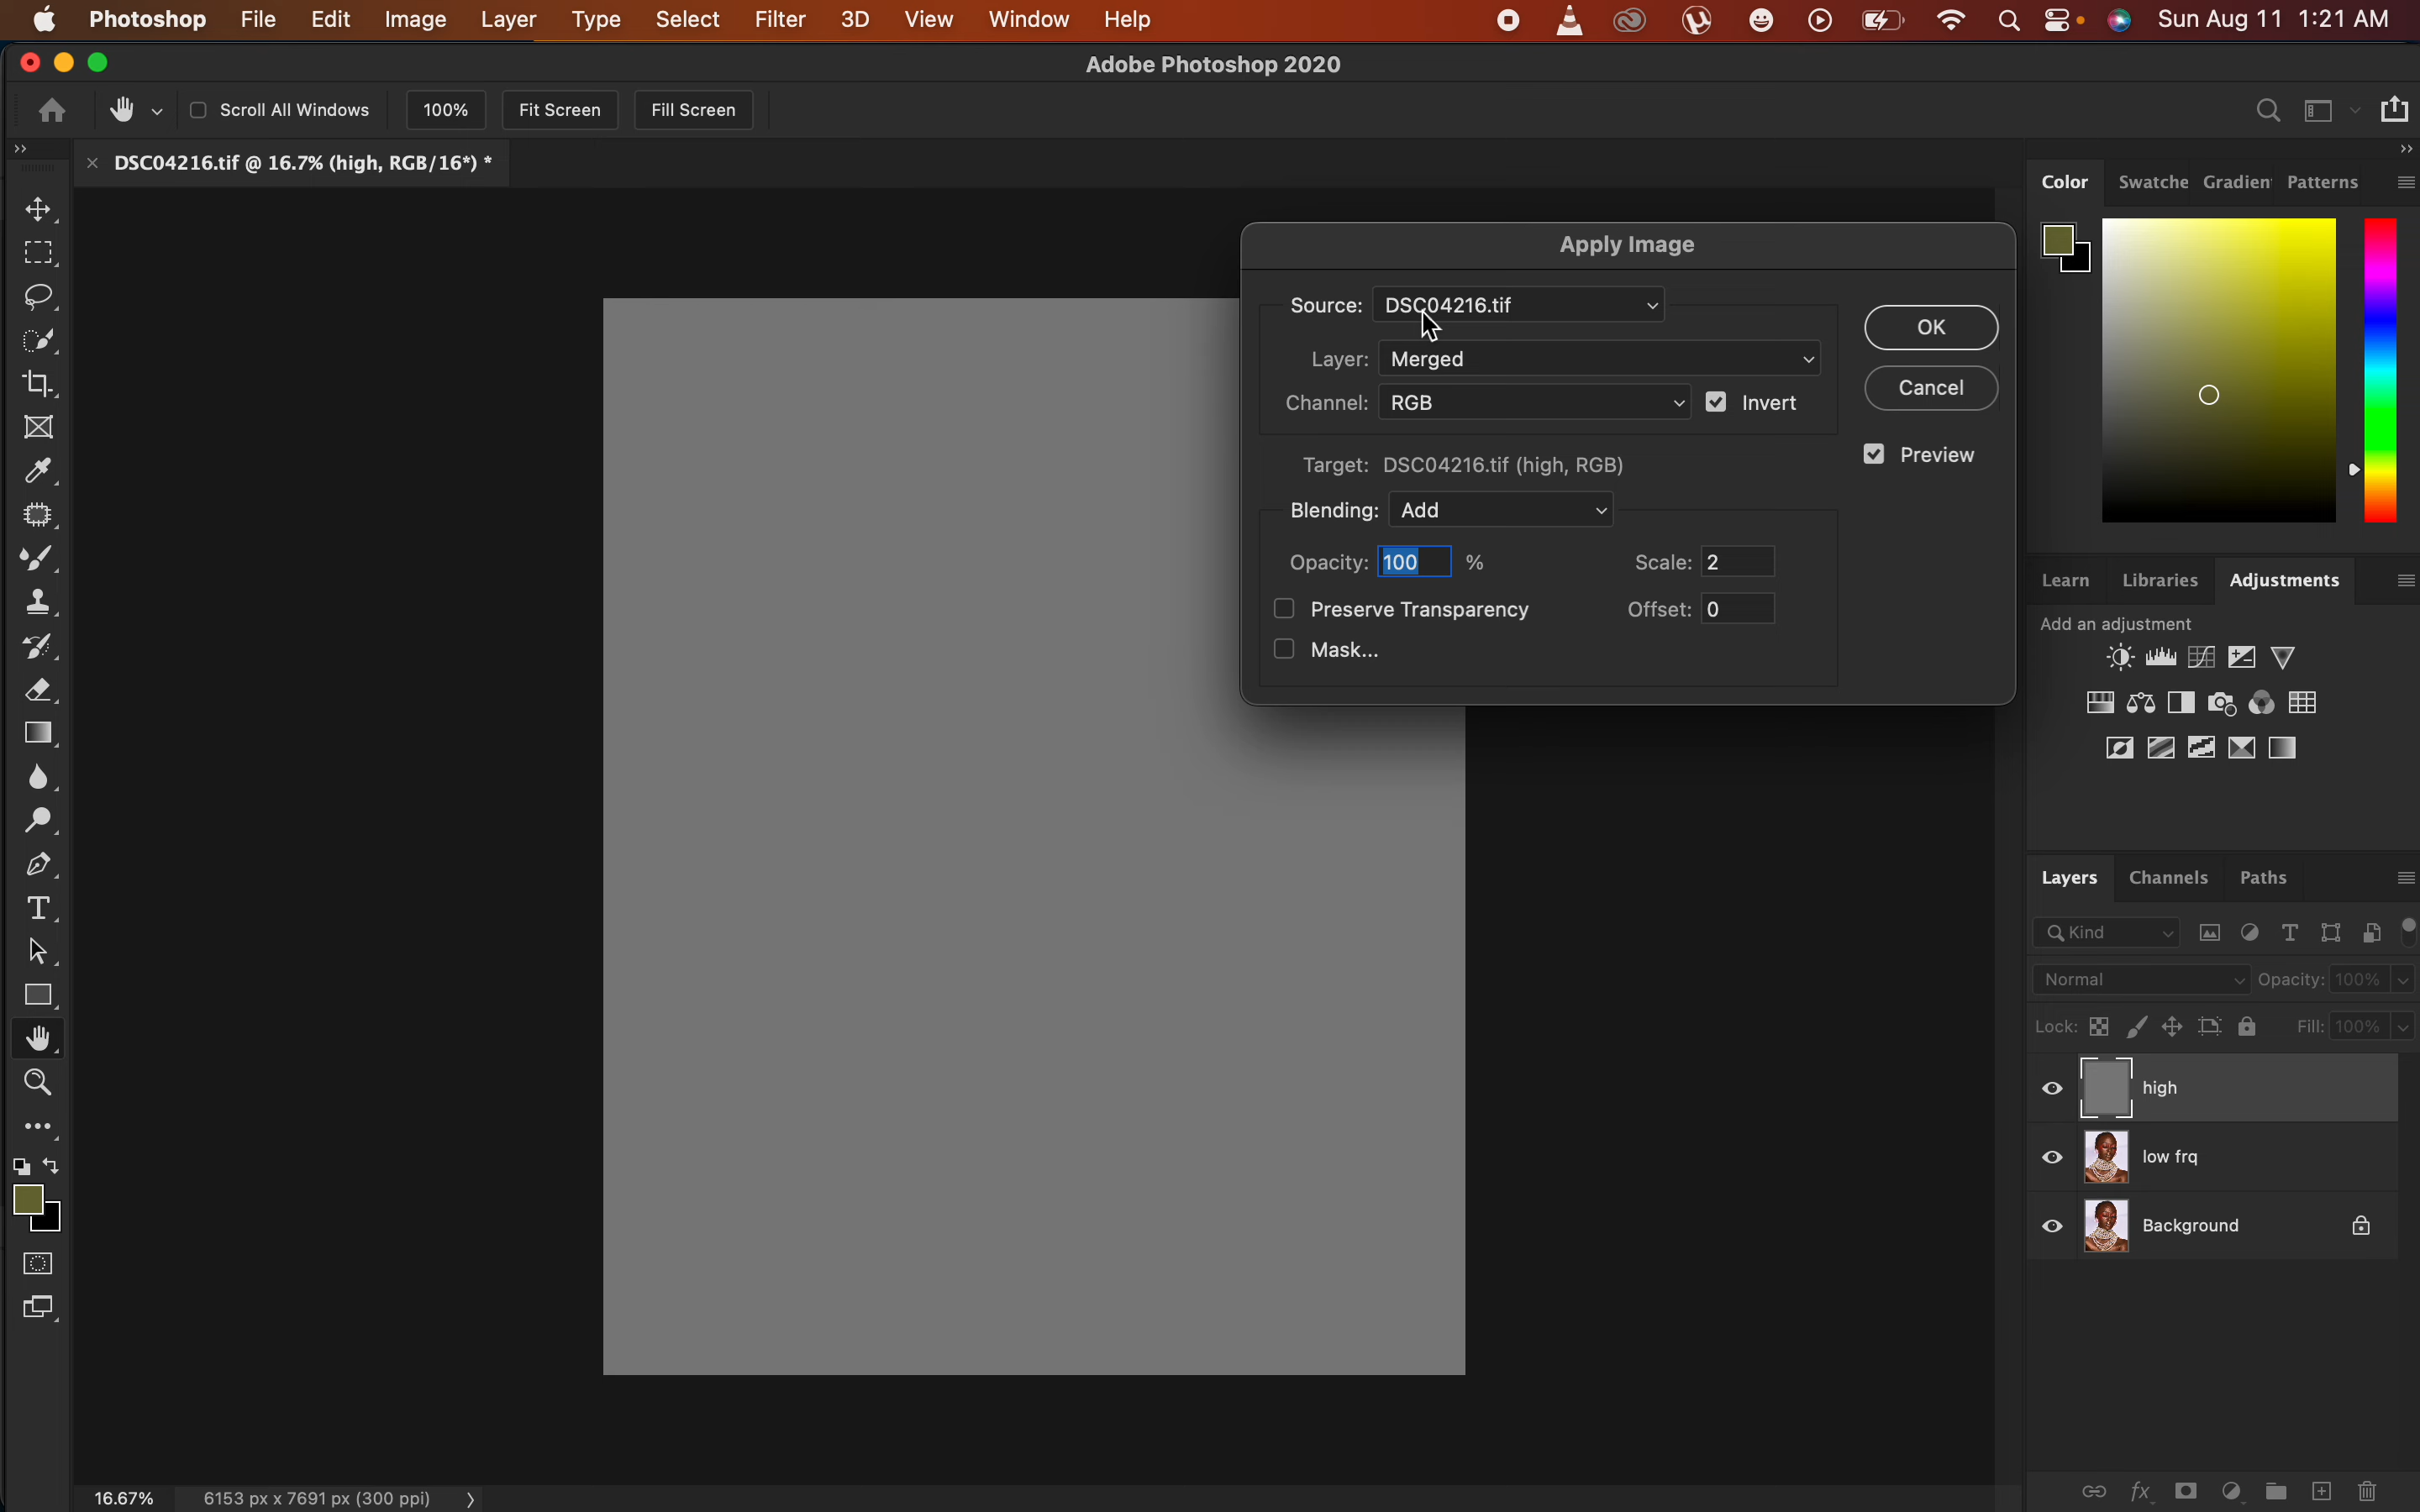 Photoshop File Edit Image Layer Type Select Filter 3D View Window Help Sun Aug 11 1:21 AM
Adobe Photoshop 2020
Scroll All Windows 100% Fit Screen Fill Screen
DSC04216.tif @ 16.7% (high, RGB/16*) *
Color Swatche Gradien Patterns
Apply Image
Source: DSC04216.tif
OK
Layer: Merged
Cancel
Channel: RGB Invert
Preview
Target: DSC04216.tif (high, RGB)
Blending: Add
Opacity: 100 % Scale: 2
Preserve Transparency Offset: 0
Mask...
Learn Libraries Adjustments
Add an adjustment
Layers Channels Paths
Kind
Normal Opacity: 100%
Lock: Fill: 100%
high
low frq
Background
fx
16.67% 6153 px x 7691 px (300 ppi)